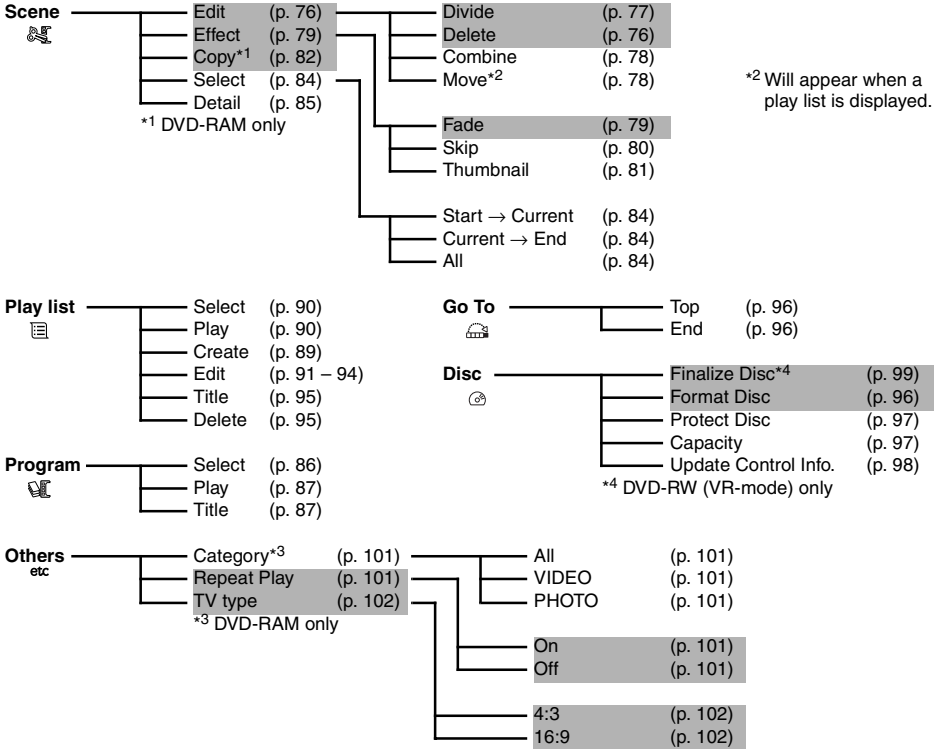 Scene
Edit (p. 76)
Effect (p. 79)
Copy*1 (p. 82)
Select (p. 84)
Detail (p. 85)
*1 DVD-RAM only
Divide (p. 77)
Delete (p. 76)
Combine (p. 78)
Move*2 (p. 78)
*2 Will appear when a
play list is displayed.
Fade (p. 79)
Skip (p. 80)
Thumbnail (p. 81)
Start → Current (p. 84)
Current → End (p. 84)
All (p. 84)
Play list
Select (p. 90)
Play (p. 90)
Create (p. 89)
Edit (p. 91 – 94)
Title (p. 95)
Delete (p. 95)
Go To
Top (p. 96)
End (p. 96)
Disc
Finalize Disc*4 (p. 99)
Format Disc (p. 96)
Protect Disc (p. 97)
Capacity (p. 97)
Update Control Info. (p. 98)
*4 DVD-RW (VR-mode) only
Program
Select (p. 86)
Play (p. 87)
Title (p. 87)
Others
etc
Category*3 (p. 101)
Repeat Play (p. 101)
TV type (p. 102)
*3 DVD-RAM only
All (p. 101)
VIDEO (p. 101)
PHOTO (p. 101)
On (p. 101)
Off (p. 101)
4:3 (p. 102)
16:9 (p. 102)